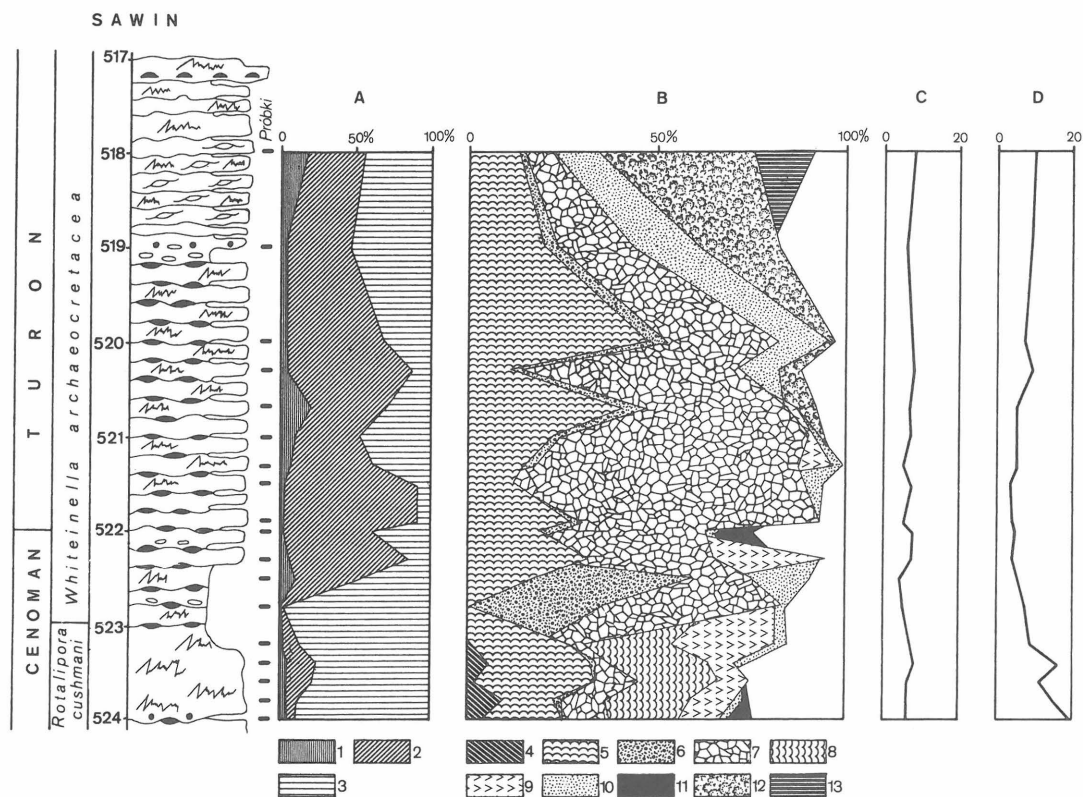 SAWIN
517
518
519
520
521
522
523
524
TURON
CENOMAN
Whiteinella archaeocretacea
Rotalipora cushmani
Próbki
A
0 50% 100%
B
0 50% 100%
C
0 20
D
0 20
1 2
3
4 5 6 7 8
9 10 11 12 13